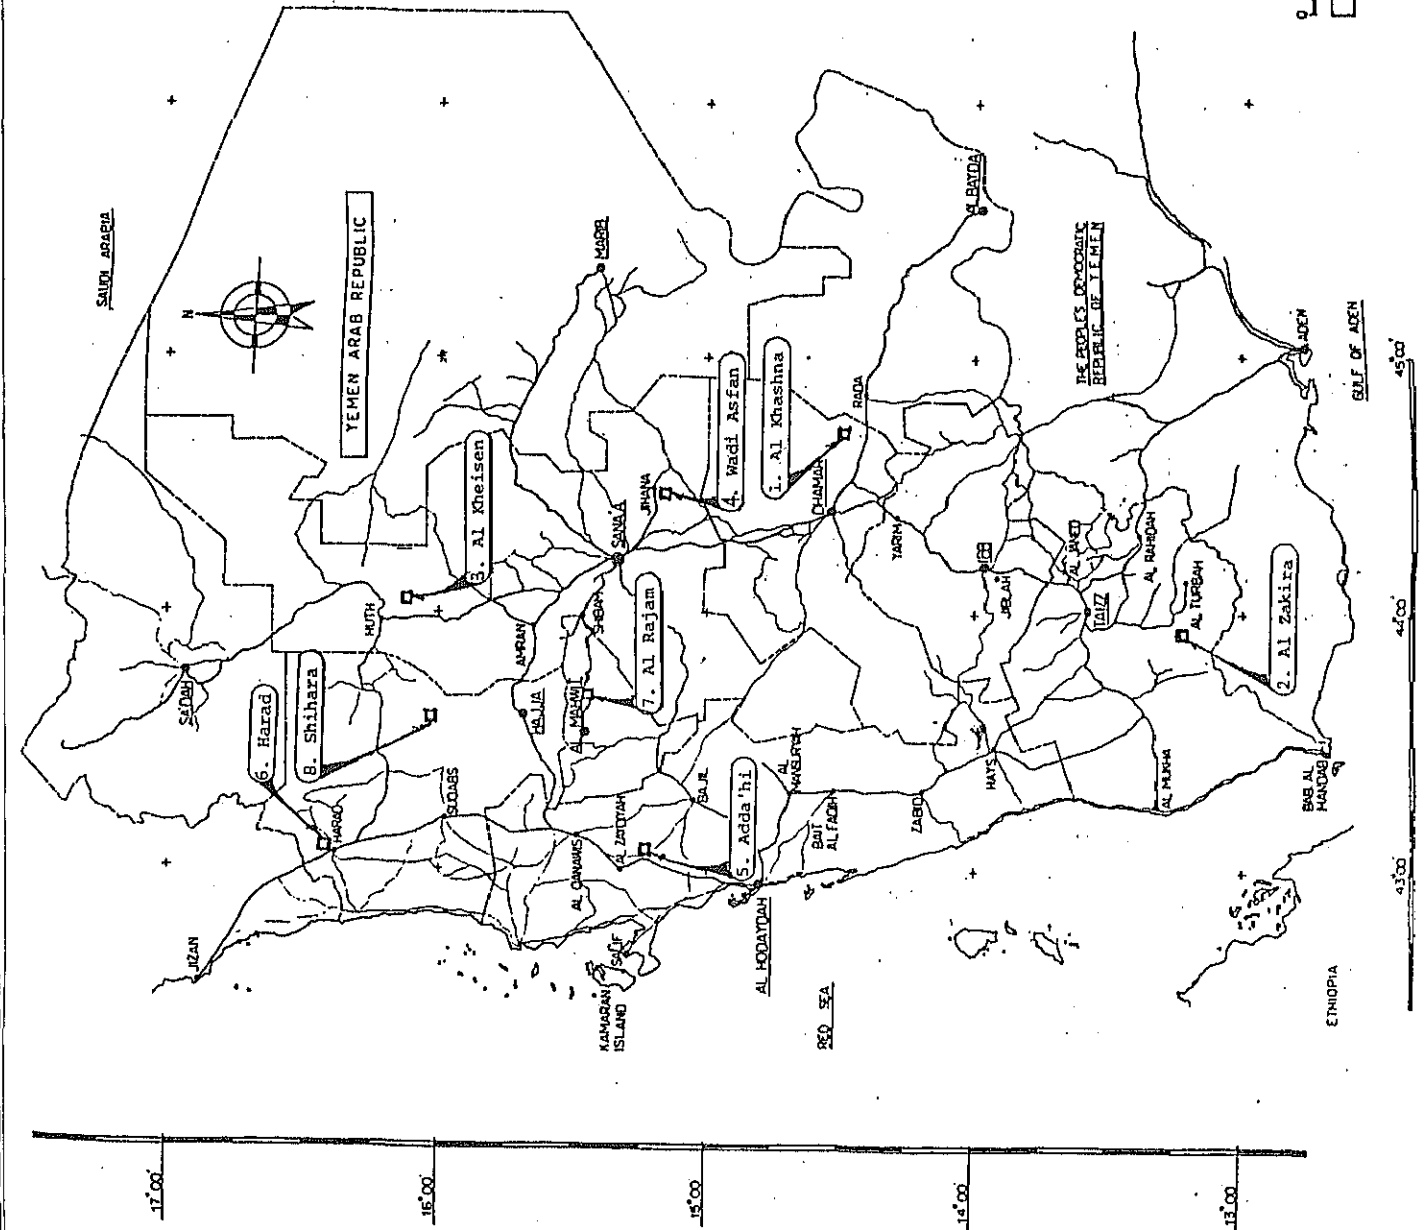 SAUDI ARABIA
N
YEMEN ARAB REPUBLIC
17°00'
16°00'
15°00'
14°00'
13°00'
43°00'
44°00'
45°00'
JIZAN
SA'DAH
6. Harad
8. Shihara
3. Al Kheisen
HARAD
HUTH
MARIB
AMRAN
HAJJA
SHIBAM
SANA'A
JIHANA
AL MAHWIT
7. Al Rajam
4. Wadi Asfan
1. Al Khashna
AL QANAWIS
AL ZAYDIYAH
SALIF
KAMARAN
ISLAND
BAJIL
5. Adda'hi
AL HODAYDAH
AL
MANSURYAH
BAIT
AL FAQIH
RED SEA
DHAMAR
RADA
YARIM
ZABID
HAYS
IBB
JIBLAH
AL BAYDA
AL JANED
TAIZZ
AL RAHIDAH
AL TURBAH
AL MUKHA
2. Al Zakira
THE PEOPLE'S DEMOCRATIC
REPUBLIC OF YEMEN
BAB AL
MANDAB
ADEN
GULF OF ADEN
ETHIOPIA
0